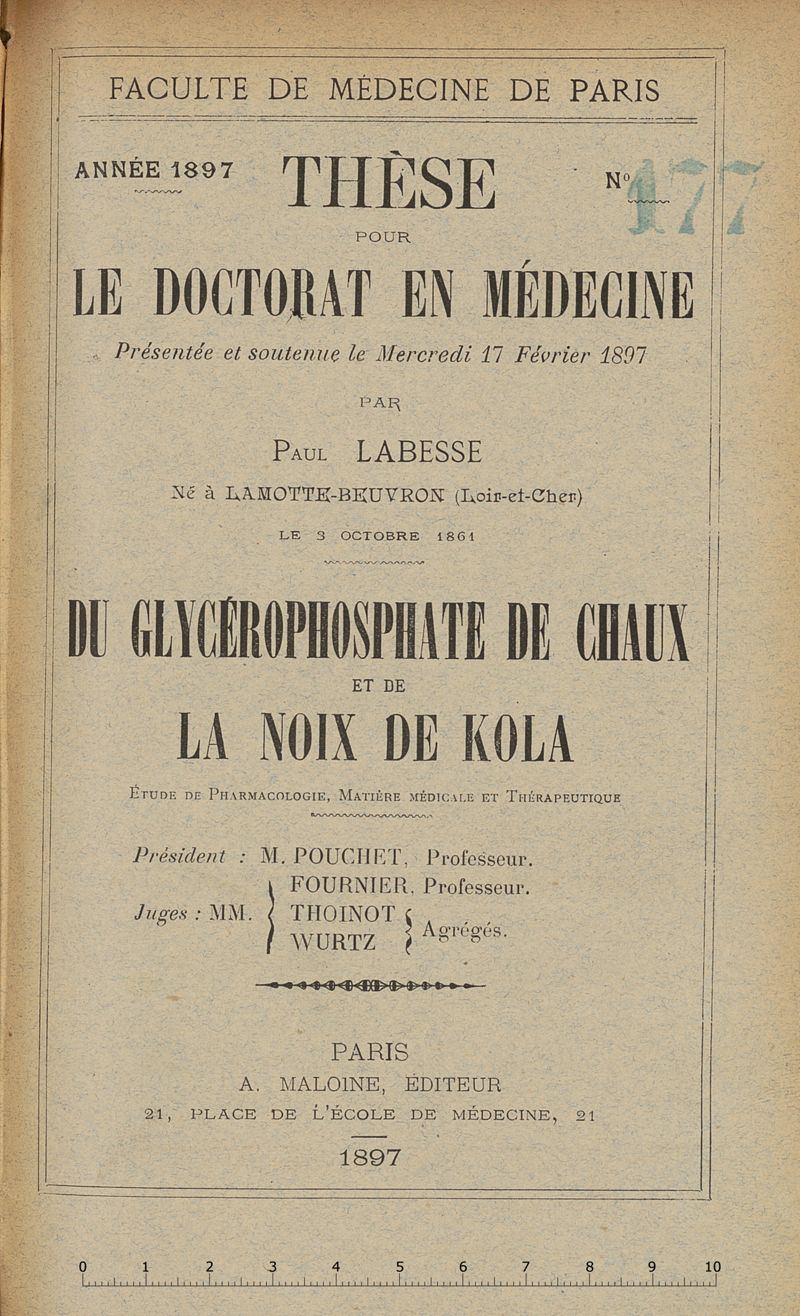 FACULTE DE MÉDECINE DE PARIS
ANNÉE 1897 THÈSE Nº 177
POUR
LE DOCTORAT EN MÉDECINE
Présentée et soutenue le Mercredi 17 Février 1897
PAR
PAUL LABESSE
Né à LAMOTTE-BEUVRON (Loir-et-Cher)
LE 3 OCTOBRE 1861
DU GLYCÉROPHOSPHATE DE CHAUX
ET DE
LA NOIX DE KOLA
ÉTUDE DE PHARMACOLOGIE, MATIÈRE MÉDICALE ET THÉRAPEUTIQUE
Président : M. POUCHET, Professeur.
FOURNIER, Professeur.
Juges : MM. THOINOT
WURTZ Agrégés.
PARIS
A. MALOINE, ÉDITEUR
21, PLACE DE L'ÉCOLE DE MÉDECINE, 21
1897
0 1 2 3 4 5 6 7 8 9 10